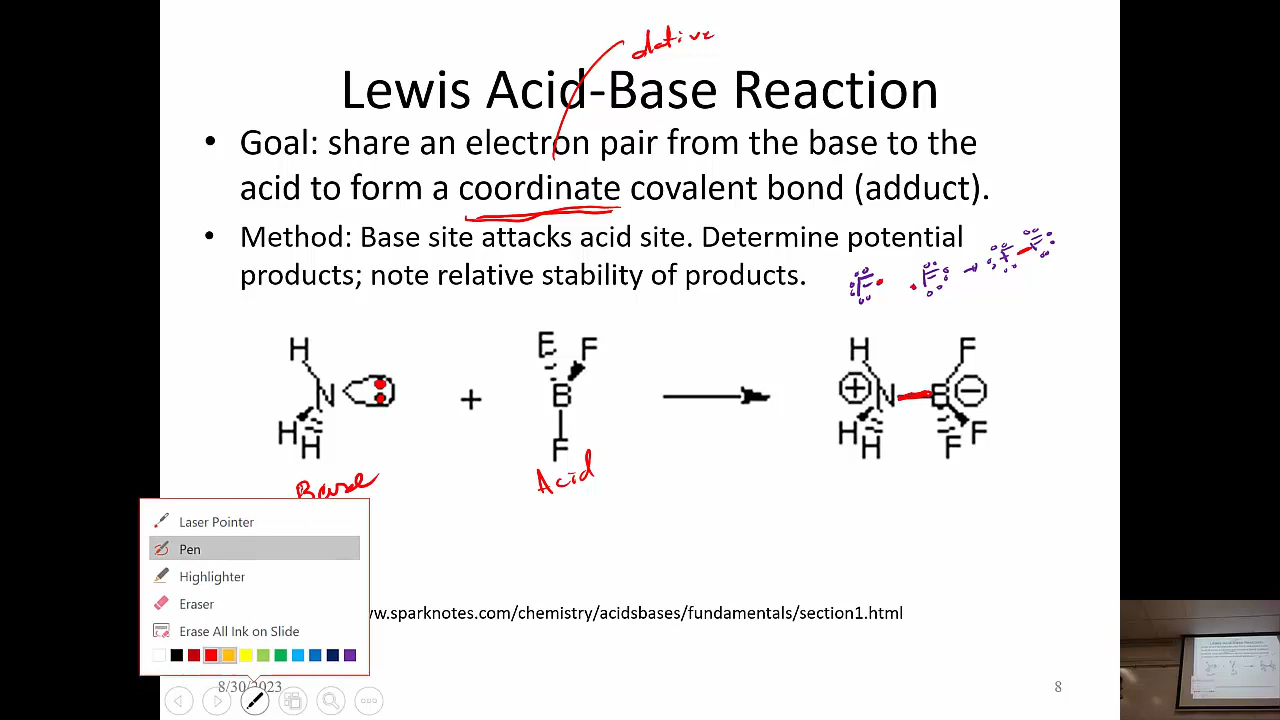 dative
Lewis Acid-Base Reaction
• Goal: share an electron pair from the base to the
acid to form a coordinate covalent bond (adduct).
• Method: Base site attacks acid site. Determine potential
products; note relative stability of products.
F F → F F
H F F H F
N + B + N B −
H H F H H F F
Base Acid
Laser Pointer
Pen
Highlighter
Eraser
Erase All Ink on Slide
w.sparknotes.com/chemistry/acidsbases/fundamentals/section1.html
8/30/2023 8